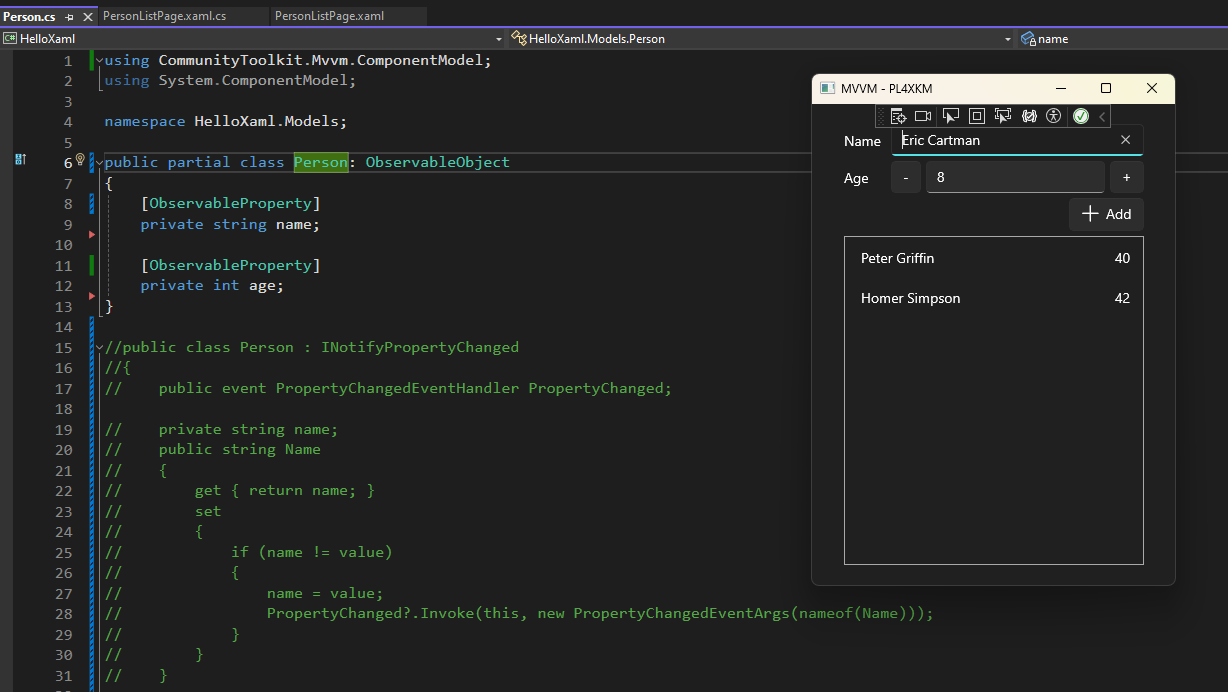 Person.cs PersonListPage.xaml.cs PersonListPage.xaml
C# HelloXaml HelloXaml.Models.Person name
1 using CommunityToolkit.Mvvm.ComponentModel;
2 using System.ComponentModel;
3
4 namespace HelloXaml.Models;
5
6 public partial class Person: ObservableObject
7 {
8 [ObservableProperty]
9 private string name;
10
11 [ObservableProperty]
12 private int age;
13 }
14
15 //public class Person : INotifyPropertyChanged
16 //{
17 // public event PropertyChangedEventHandler PropertyChanged;
18
19 // private string name;
20 // public string Name
21 // {
22 // get { return name; }
23 // set
24 // {
25 // if (name != value)
26 // {
27 // name = value;
28 // PropertyChanged?.Invoke(this, new PropertyChangedEventArgs(nameof(Name)));
29 // }
30 // }
31 // }
MVVM - PL4XKM
Name Eric Cartman
Age - 8 +
+ Add
Peter Griffin 40
Homer Simpson 42